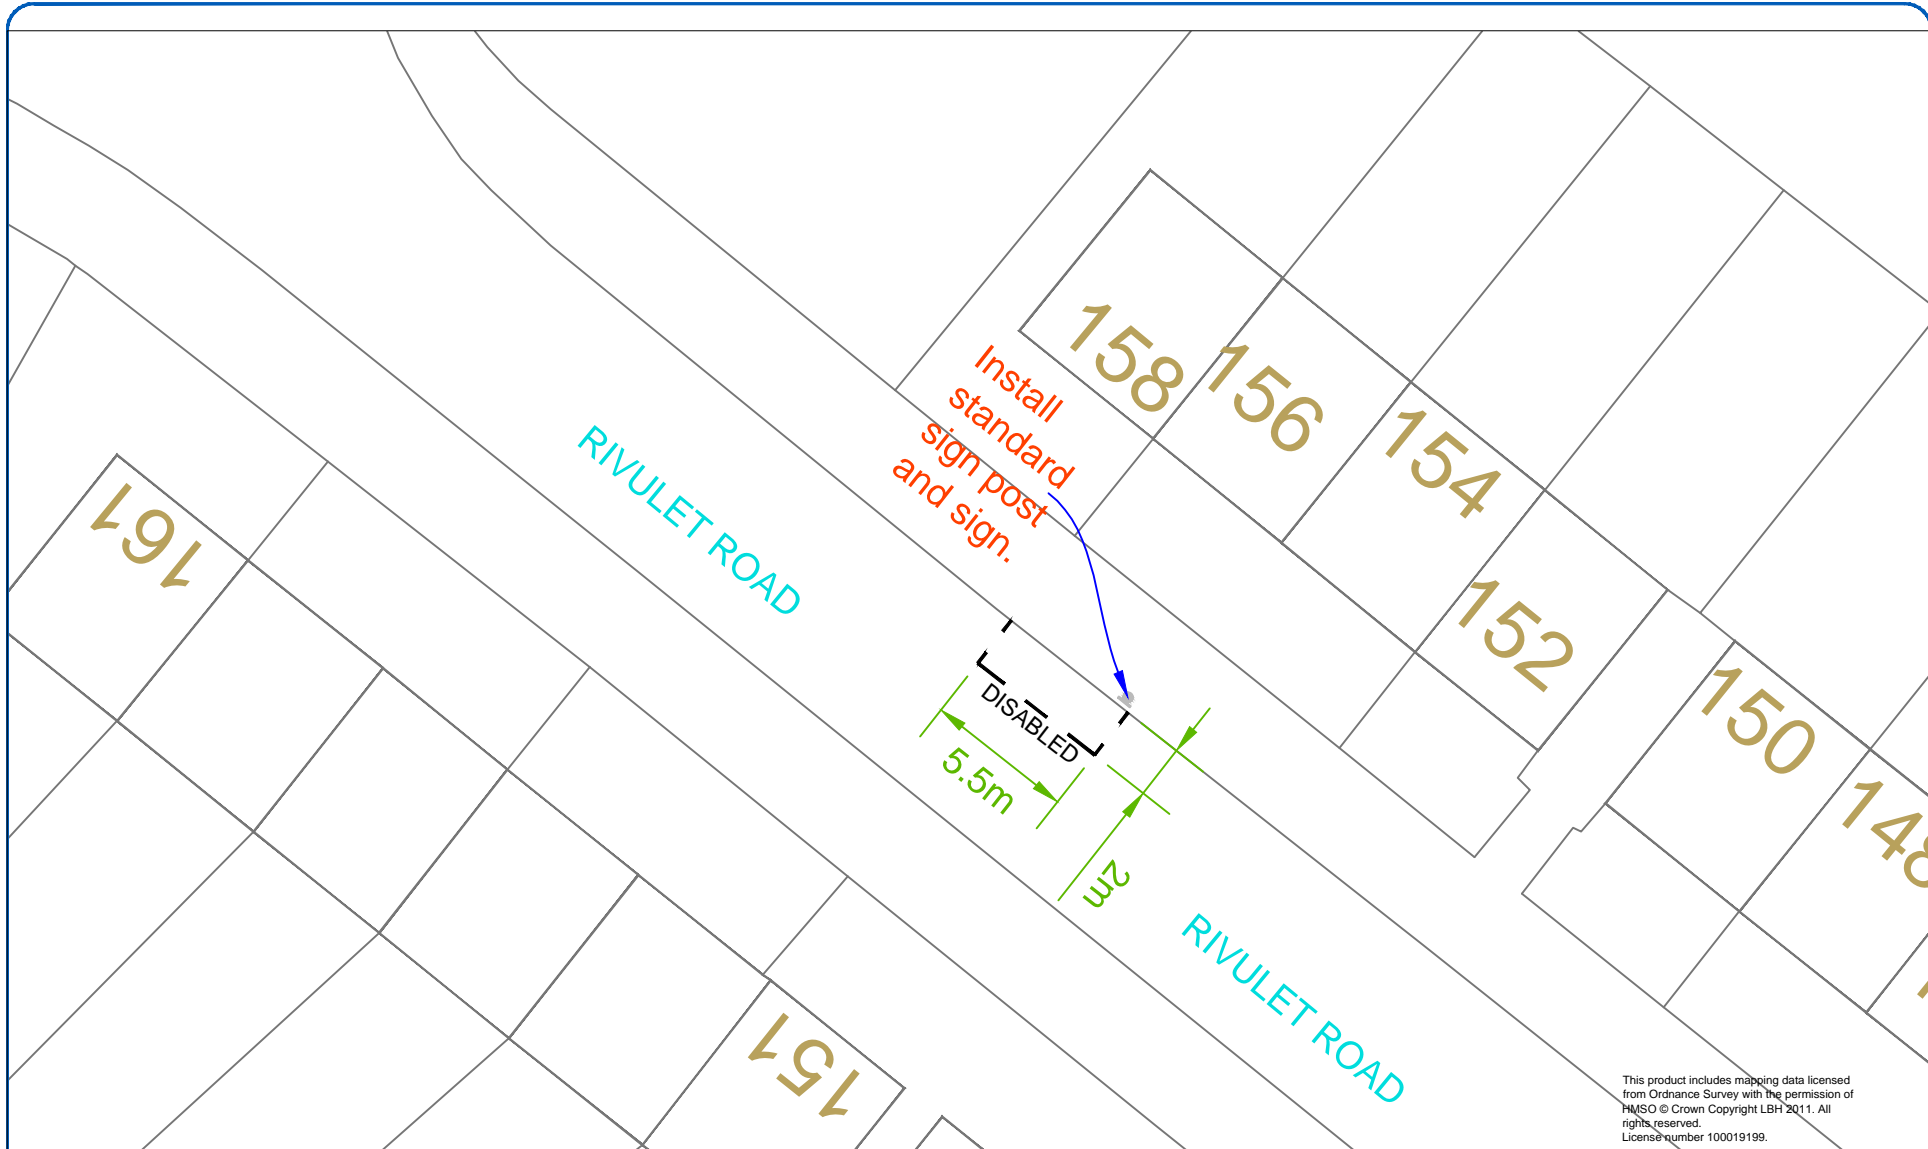 158
156
154
152
150
148
Install
standard
sign post
and sign.
RIVULET ROAD
161
DISABLED
5.5m
2m
RIVULET ROAD
151
This product includes mapping data licensed
from Ordnance Survey with the permission of
HMSO © Crown Copyright LBH 2011. All
rights reserved.
License number 100019199.